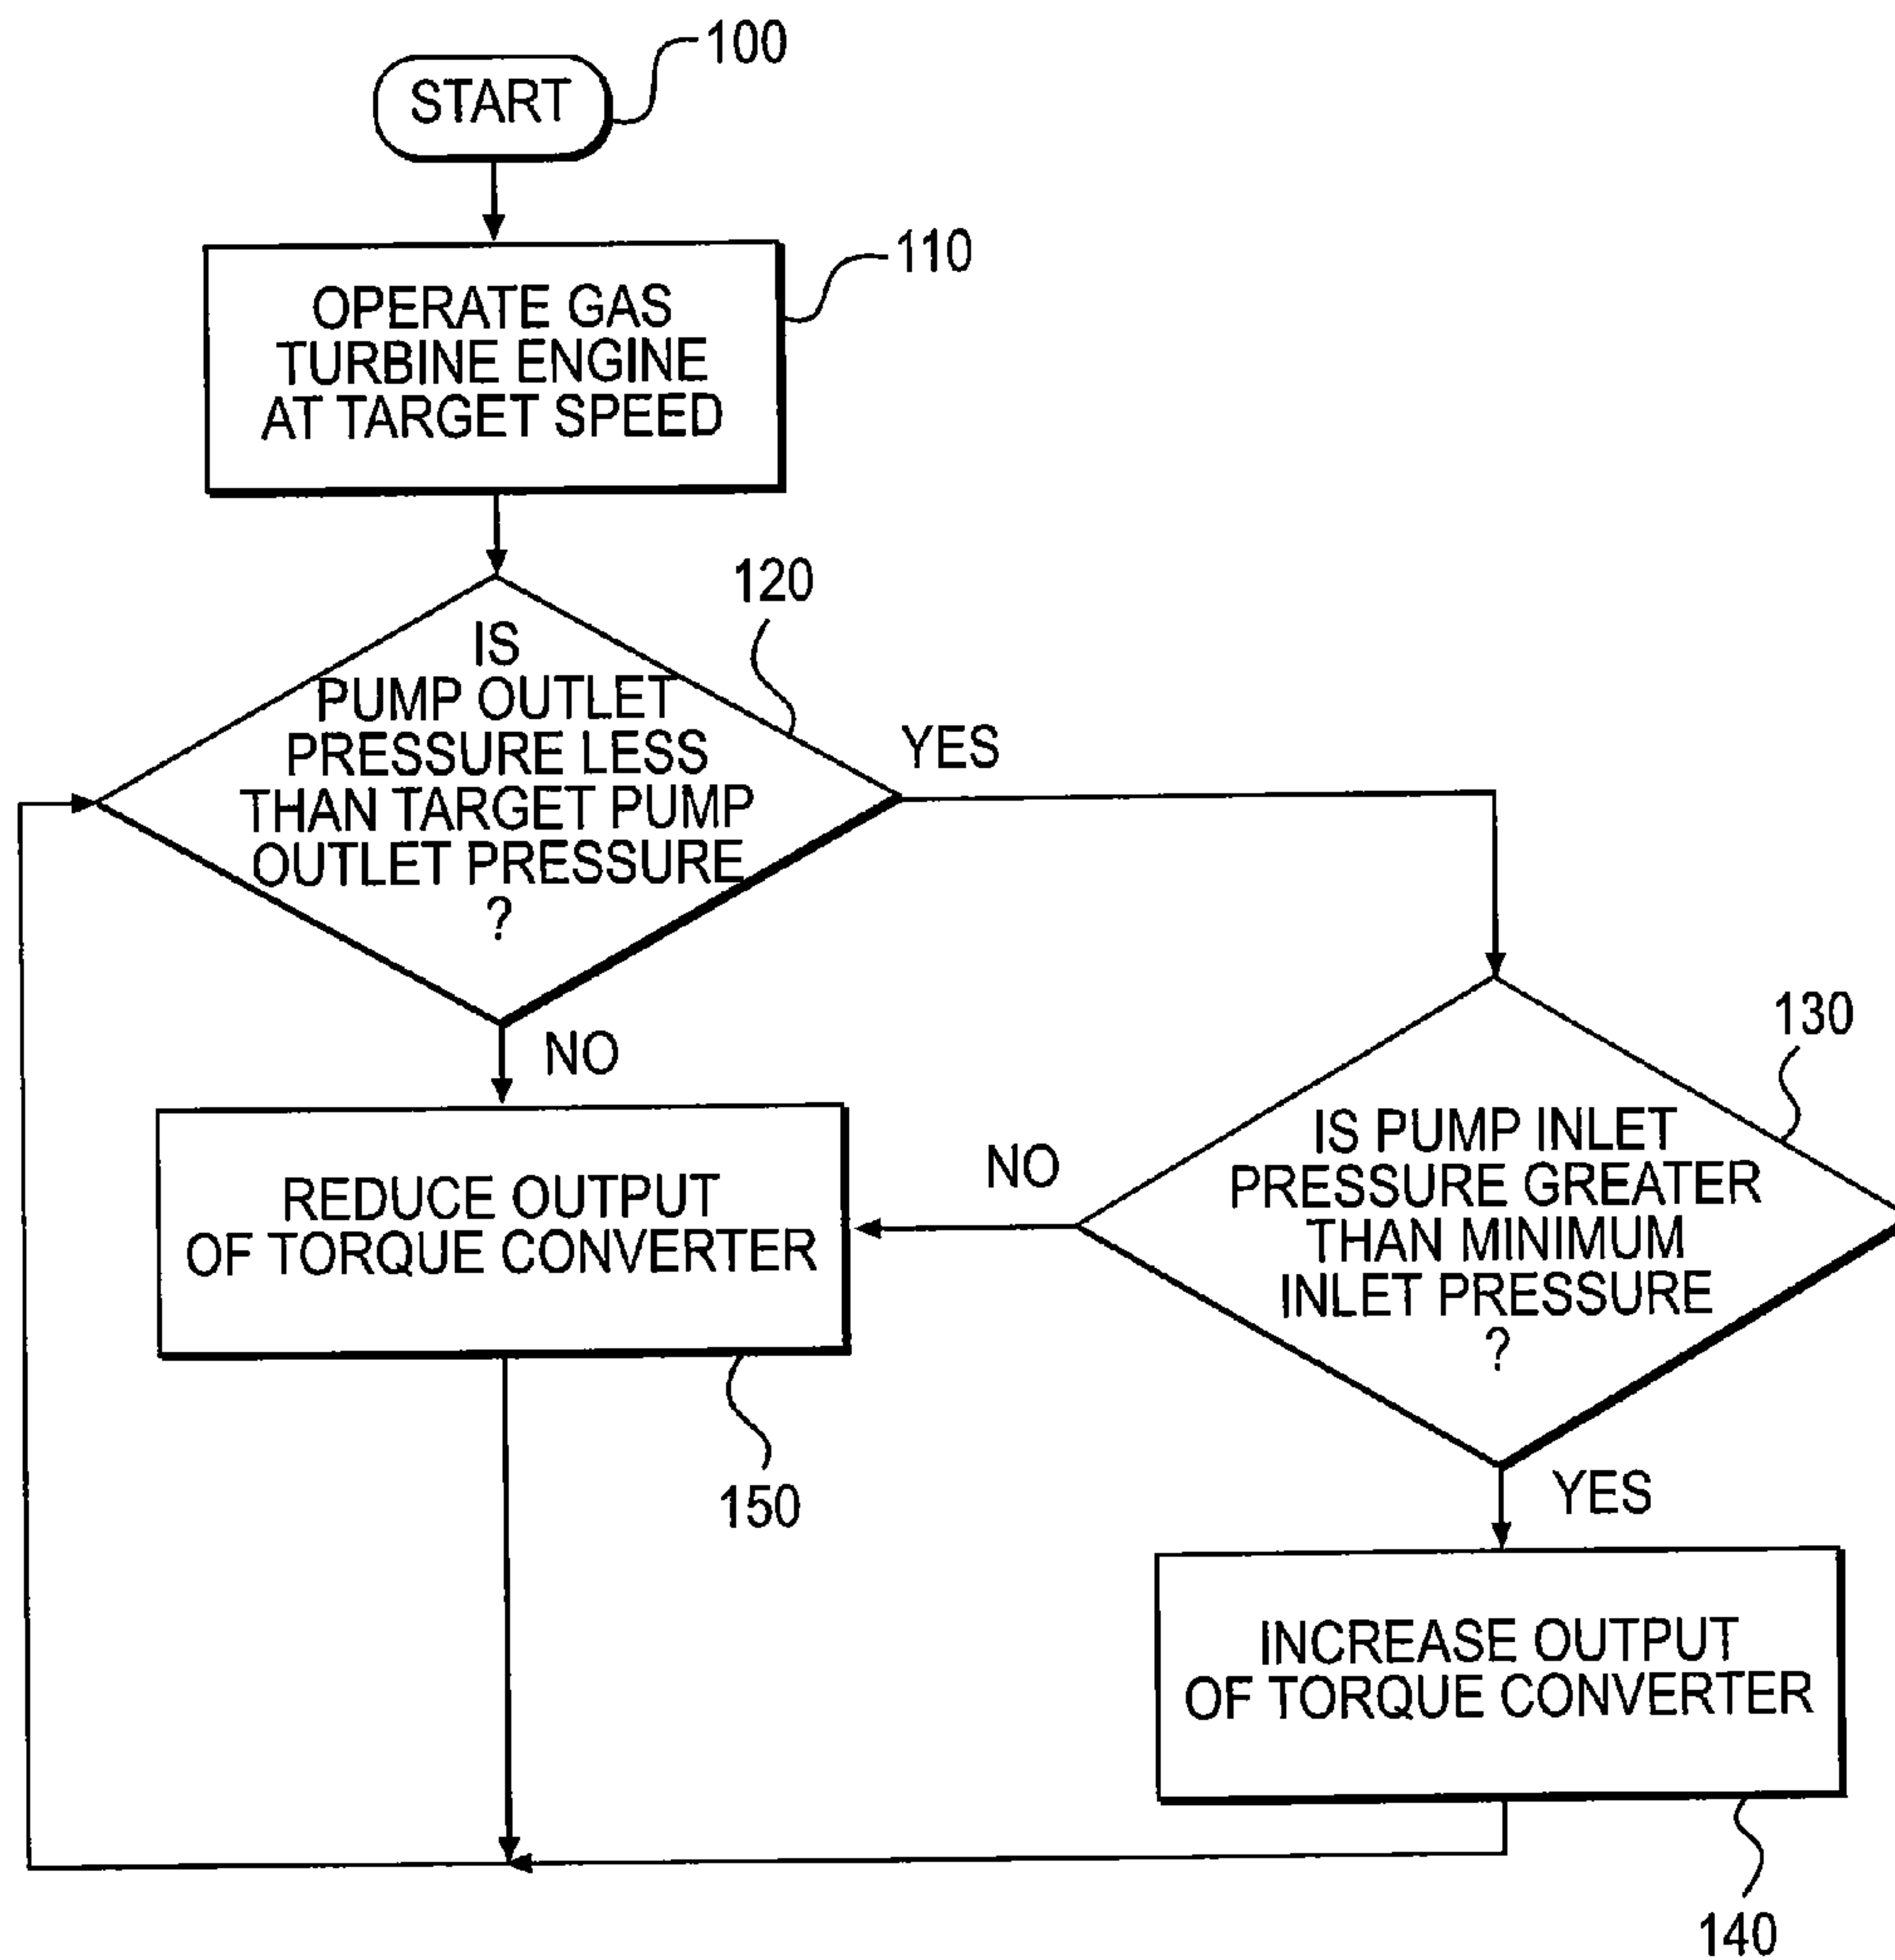 100
START
110
OPERATE GAS
TURBINE ENGINE
AT TARGET SPEED
120
IS
PUMP OUTLET
PRESSURE LESS
THAN TARGET PUMP
OUTLET PRESSURE
?
YES
NO
130
IS PUMP INLET
PRESSURE GREATER
THAN MINIMUM
INLET PRESSURE
?
NO
REDUCE OUTPUT
OF TORQUE CONVERTER
150
YES
INCREASE OUTPUT
OF TORQUE CONVERTER
140